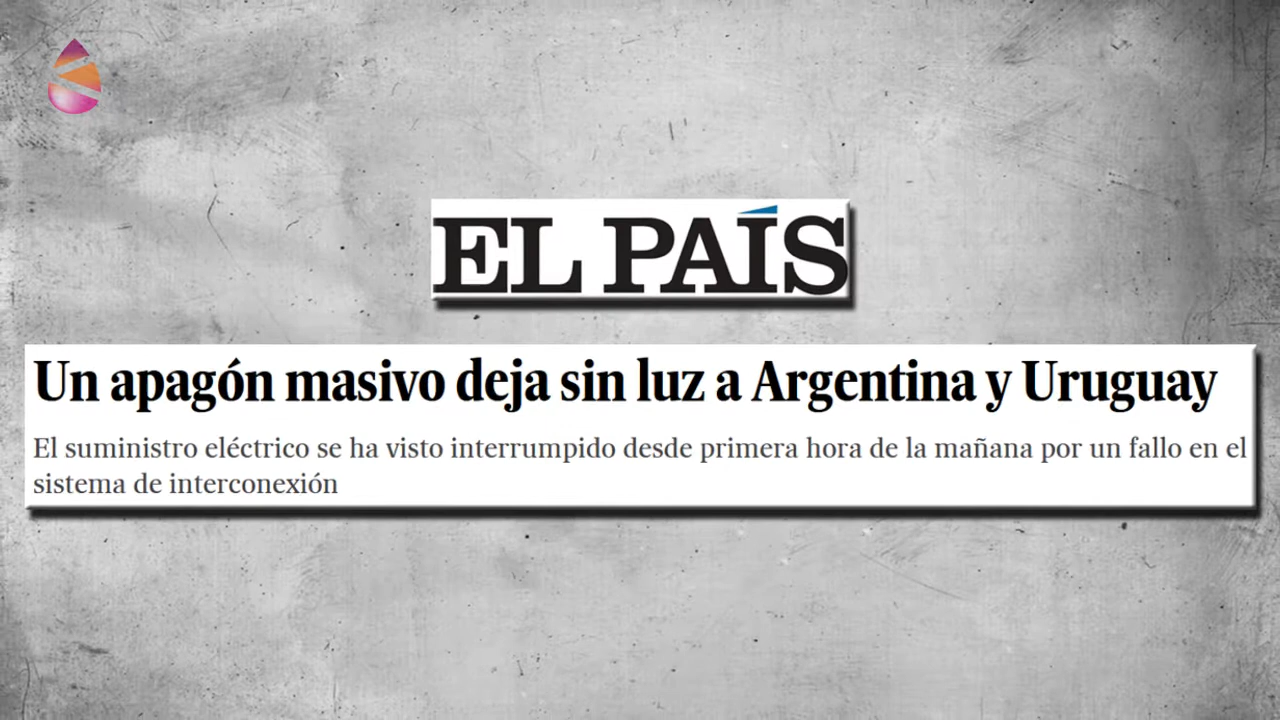 EL PAÍS
Un apagón masivo deja sin luz a Argentina y Uruguay
El suministro eléctrico se ha visto interrumpido desde primera hora de la mañana por un fallo en el
sistema de interconexión